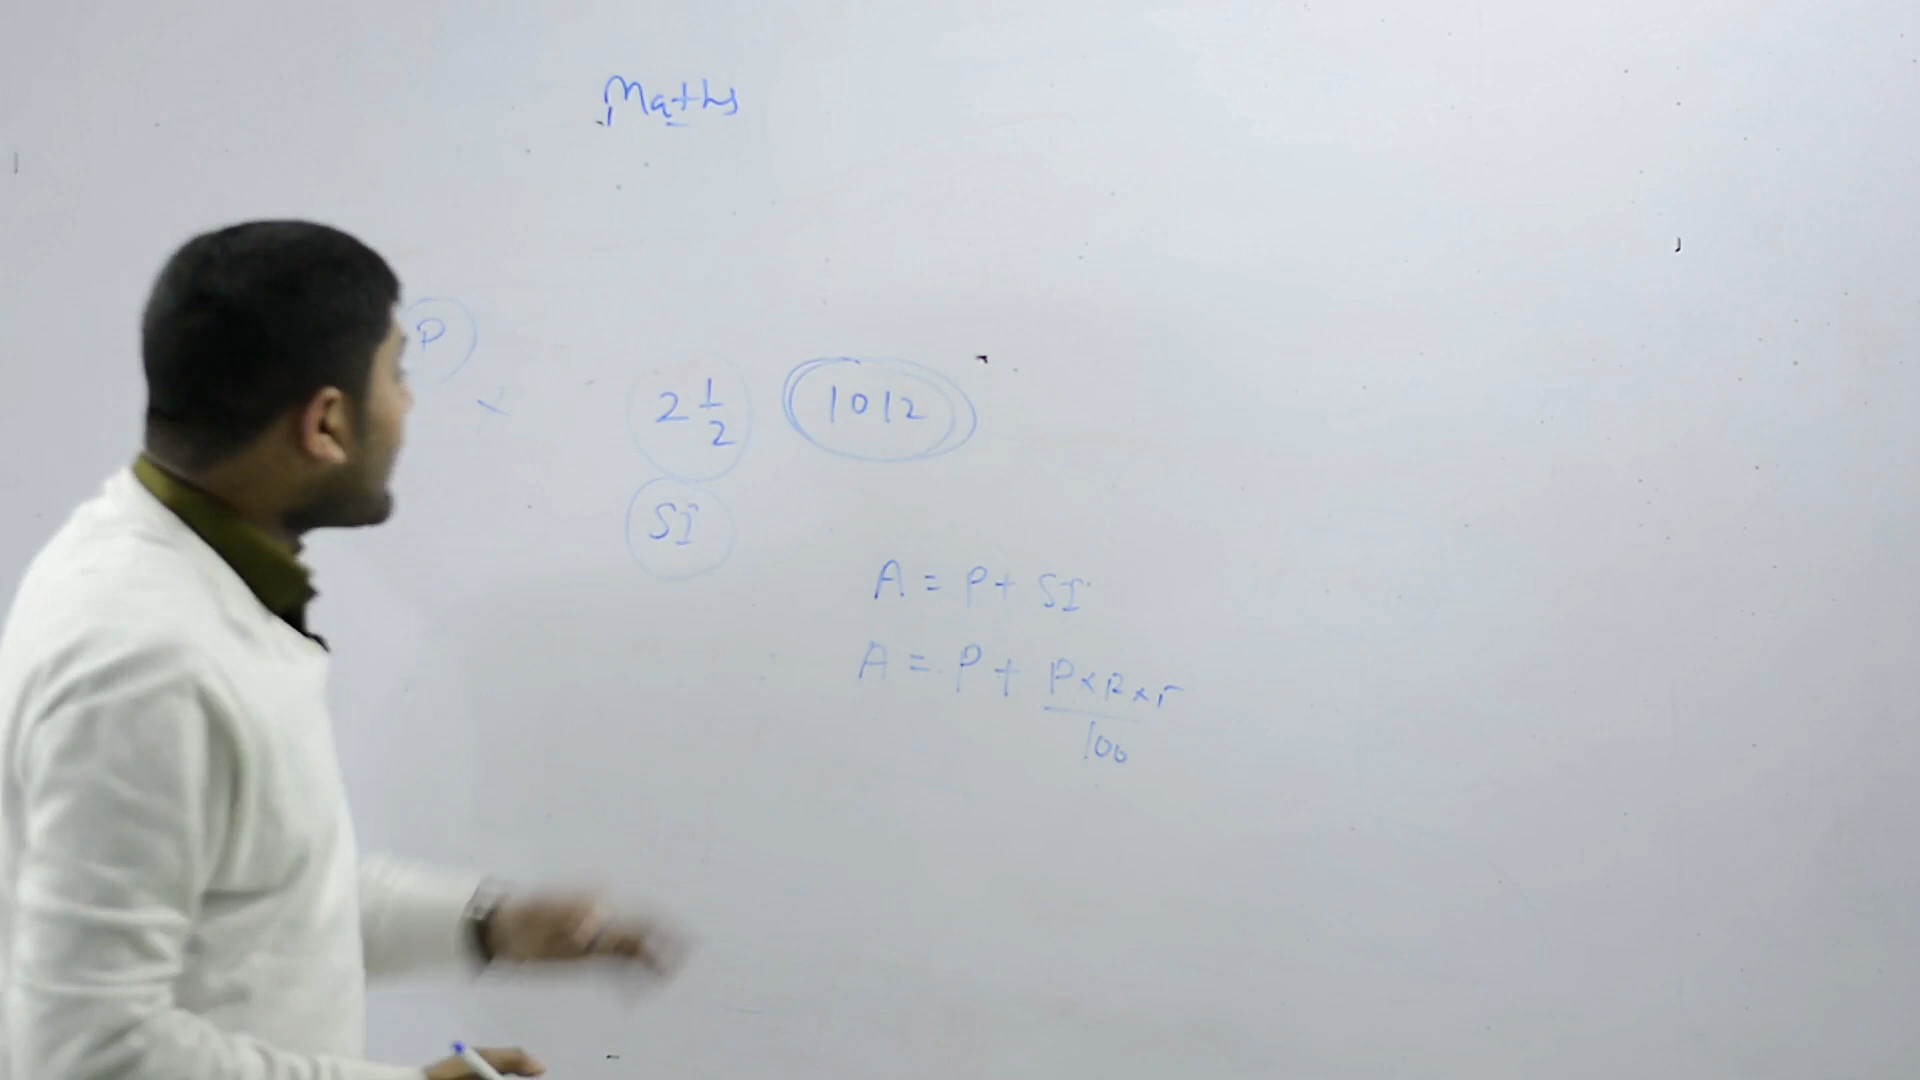 Maths
P
2 1/2 1012
SI
A = P + SI
A = P + P×R×T
100